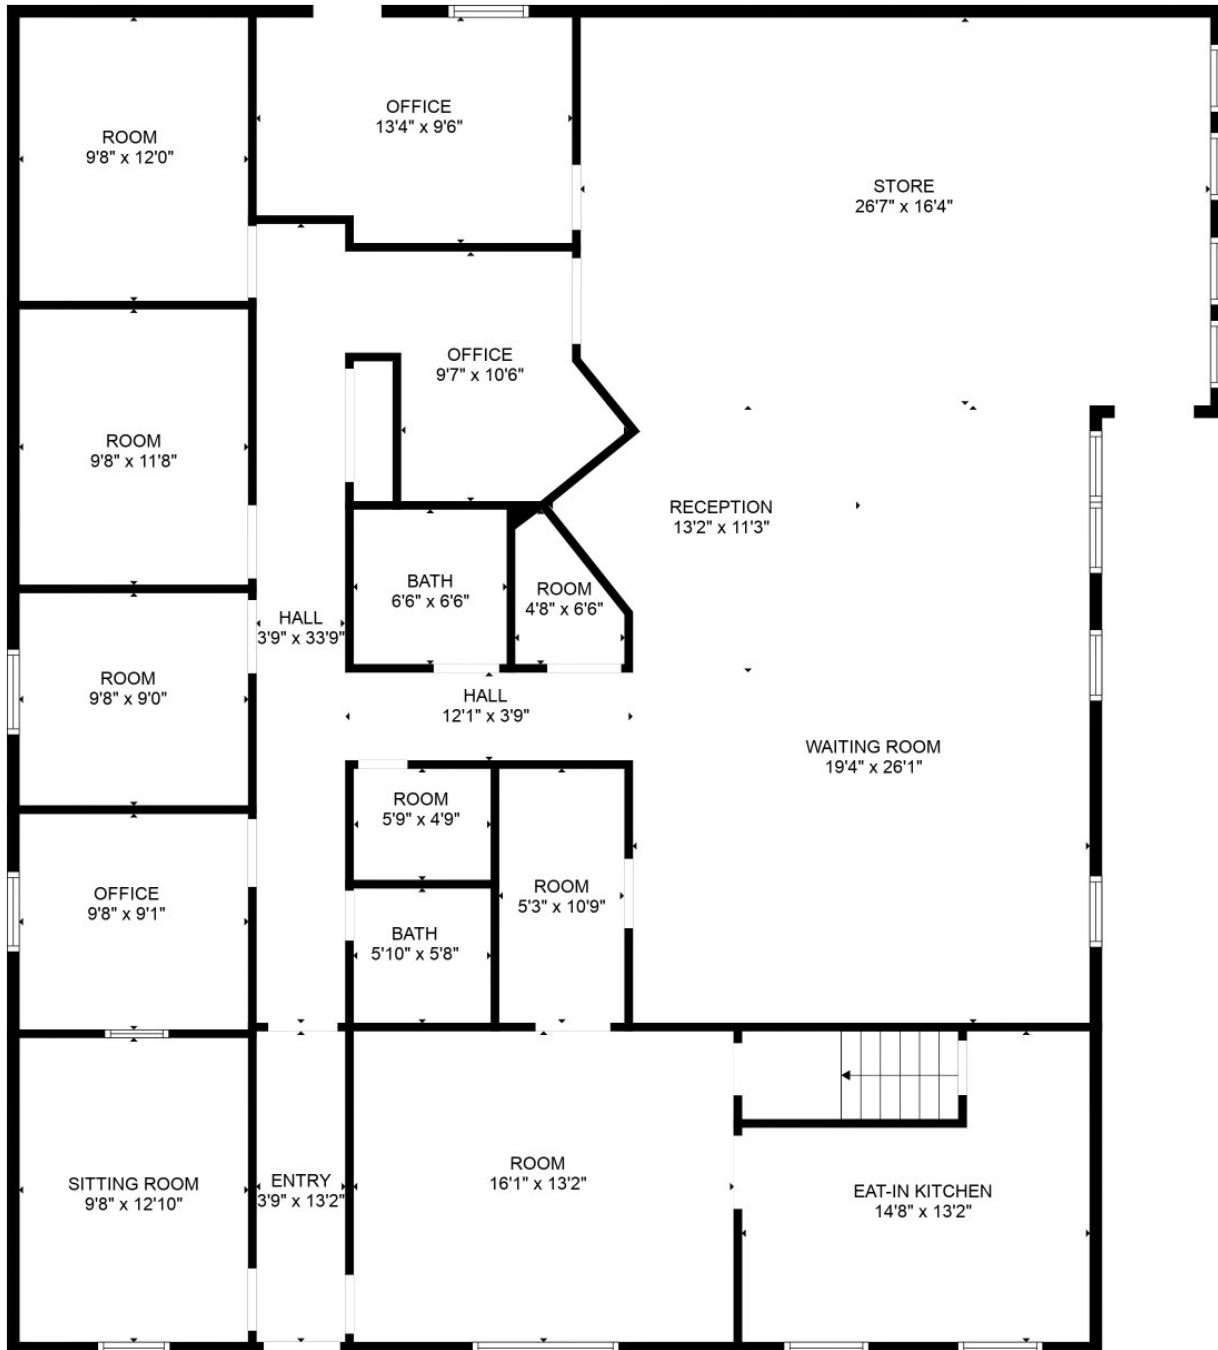 OFFICE
13'4" x 9'6"
ROOM
9'8" x 12'0"
STORE
26'7" x 16'4"
OFFICE
9'7" x 10'6"
ROOM
9'8" x 11'8"
RECEPTION
13'2" x 11'3"
BATH
6'6" x 6'6"
ROOM
4'8" x 6'6"
HALL
3'9" x 33'9"
ROOM
9'8" x 9'0"
HALL
12'1" x 3'9"
WAITING ROOM
19'4" x 26'1"
ROOM
5'9" x 4'9"
OFFICE
9'8" x 9'1"
ROOM
5'3" x 10'9"
BATH
5'10" x 5'8"
SITTING ROOM
9'8" x 12'10"
ENTRY
3'9" x 13'2"
ROOM
16'1" x 13'2"
EAT-IN KITCHEN
14'8" x 13'2"